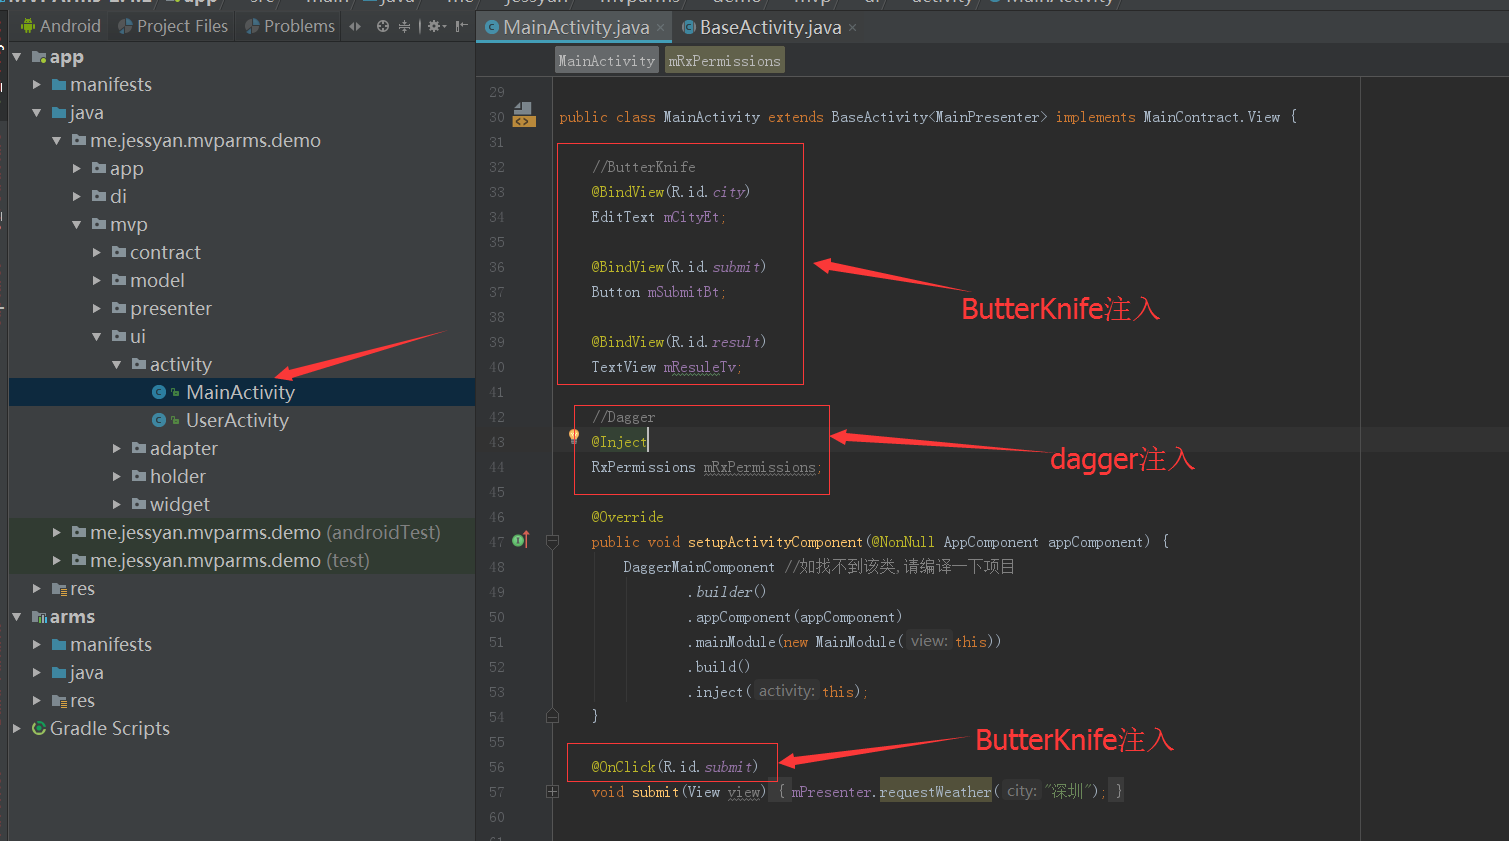 Android
Project Files
Problems
app
manifests
java
me.jessyan.mvparms.demo
app
di
mvp
contract
model
presenter
ui
activity
MainActivity
UserActivity
adapter
holder
widget
me.jessyan.mvparms.demo (androidTest)
me.jessyan.mvparms.demo (test)
res
arms
manifests
java
res
Gradle Scripts
MainActivity.java
BaseActivity.java
MainActivity
mRxPermissions
29
30 public class MainActivity extends BaseActivity<MainPresenter> implements MainContract.View {
31
32 //ButterKnife
33 @BindView(R.id.city)
34 EditText mCityEt;
35
36 @BindView(R.id.submit)
37 Button mSubmitBt;
ButterKnife注入
38
39 @BindView(R.id.result)
40 TextView mResuleTv;
41
42 //Dagger
43 @Inject
dagger注入
44 RxPermissions mRxPermissions;
45
46 @Override
47 public void setupActivityComponent(@NonNull AppComponent appComponent) {
48 DaggerMainComponent //如找不到该类,请编译一下项目
49 .builder()
50 .appComponent(appComponent)
51 .mainModule(new MainModule( view: this))
52 .build()
53 .inject( activity: this);
54 }
55
ButterKnife注入
56 @OnClick(R.id.submit)
57 void submit(View view) { mPresenter.requestWeather( city: "深圳"); }
60